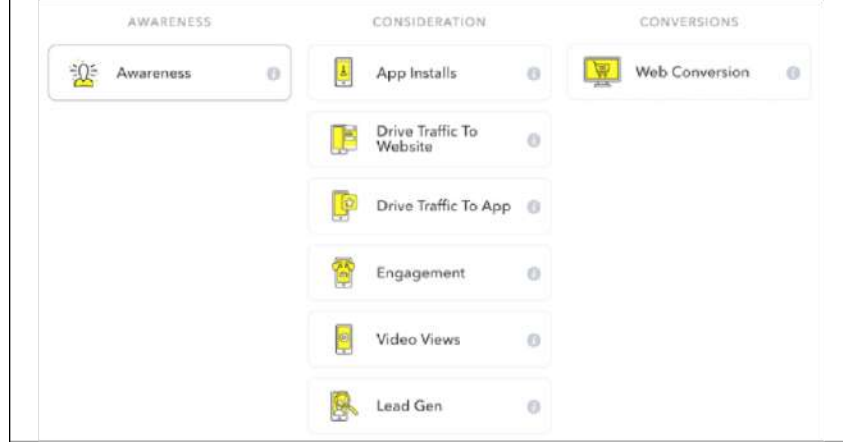 AWARENESS
CONSIDERATION
CONVERSIONS
Awareness
App Installs
Web Conversion
Drive Traffic To
Website
Drive Traffic To App
Engagement
Video Views
Lead Gen